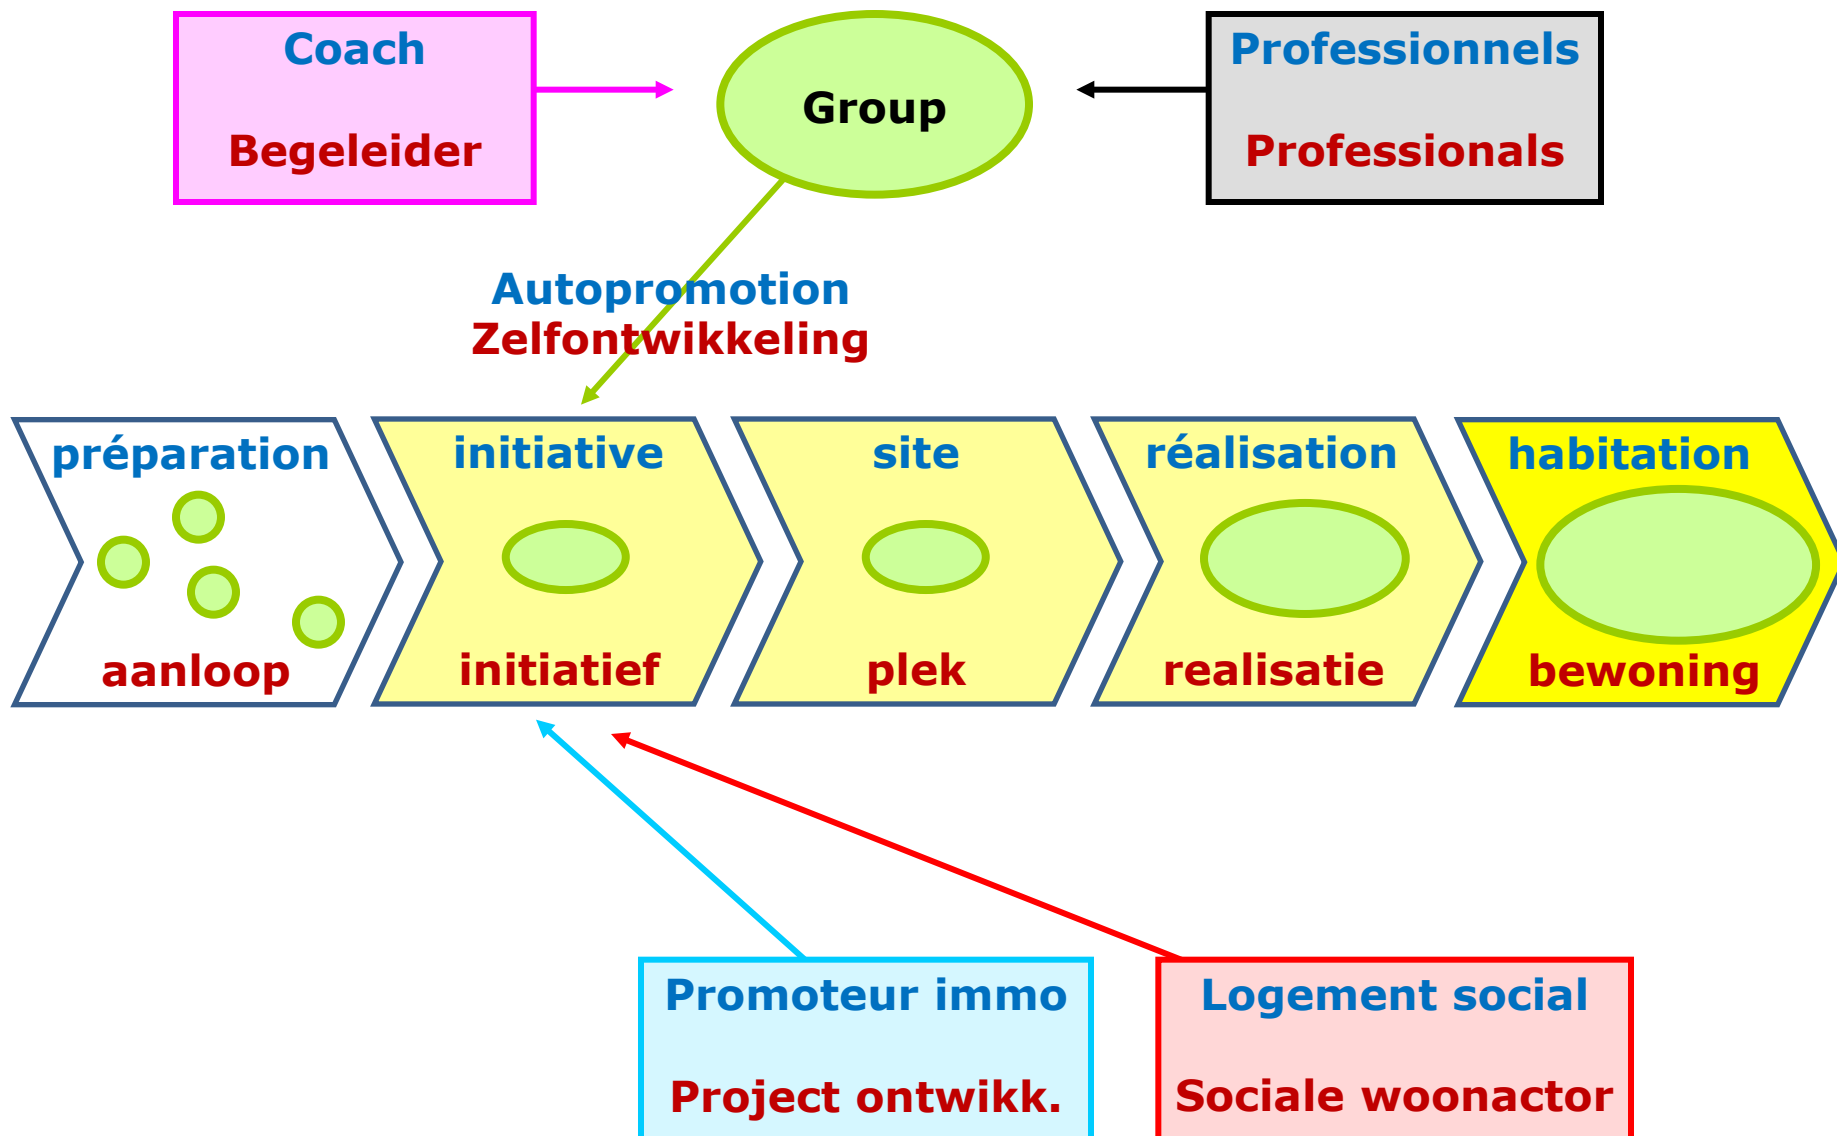 Coach
Begeleider
Group
Professionnels
Professionals
Autopromotion
Zelfontwikkeling
préparation
aanloop
initiative
initiatief
site
plek
réalisation
realisatie
habitation
bewoning
Promoteur immo
Project ontwikk.
Logement social
Sociale woonactor